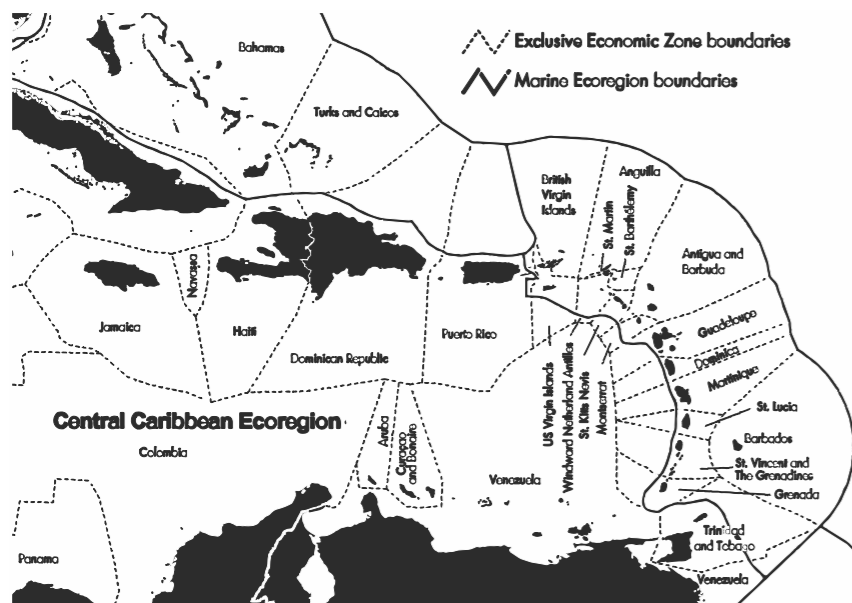 Bahamas
Exclusive Economic Zone boundaries
Marine Ecoregion boundaries
Turks and Caicos
British
Virgin
Islands
Anguilla
St. Martin
St. Barthélemy
Antigua and
Barbuda
Navassa
Jamaica
Haiti
Dominican Republic
Puerto Rico
Guadeloupe
Dominica
Martinique
US Virgin Islands
Windward Netherland Antilles
St. Kitts Nevis
Montserrat
St. Lucia
Central Caribbean Ecoregion
Colombia
Aruba
Curaçao
and Bonaire
Venezuela
Barbados
St. Vincent and
The Grenadines
Grenada
Trinidad
and Tobago
Panama
Venezuela